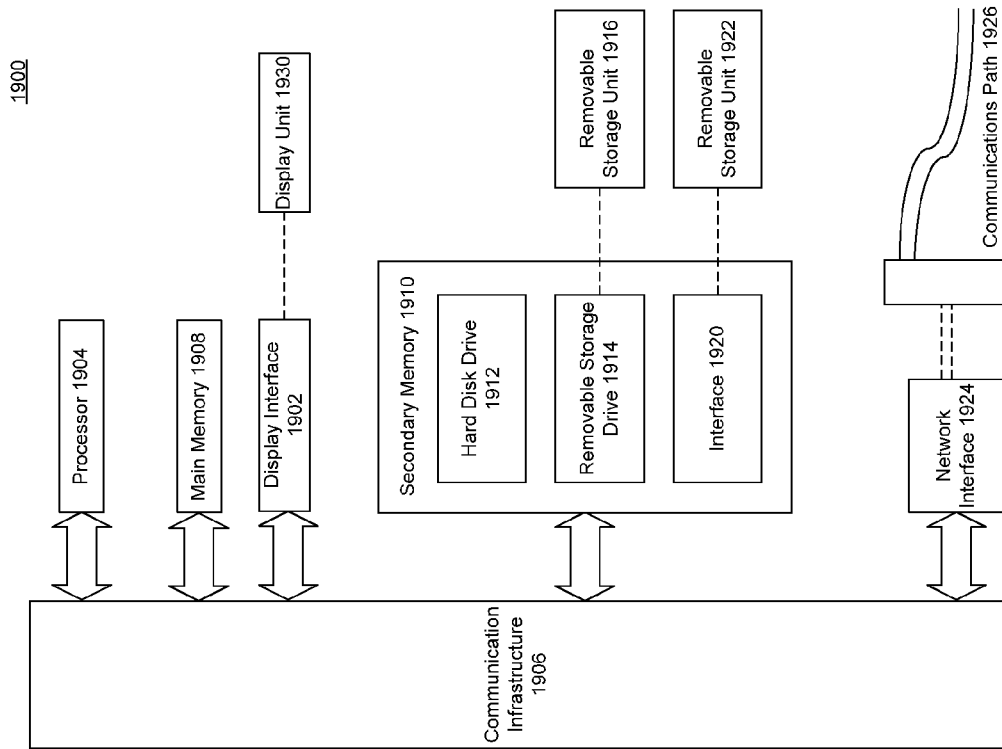 1900
Processor 1904
Main Memory 1908
Display Interface
1902
Display Unit 1930
Secondary Memory 1910
Hard Disk Drive
1912
Removable Storage
Drive 1914
Interface 1920
Removable
Storage Unit 1916
Removable
Storage Unit 1922
Network
Interface 1924
Communications Path 1926
Communication
Infrastructure
1906